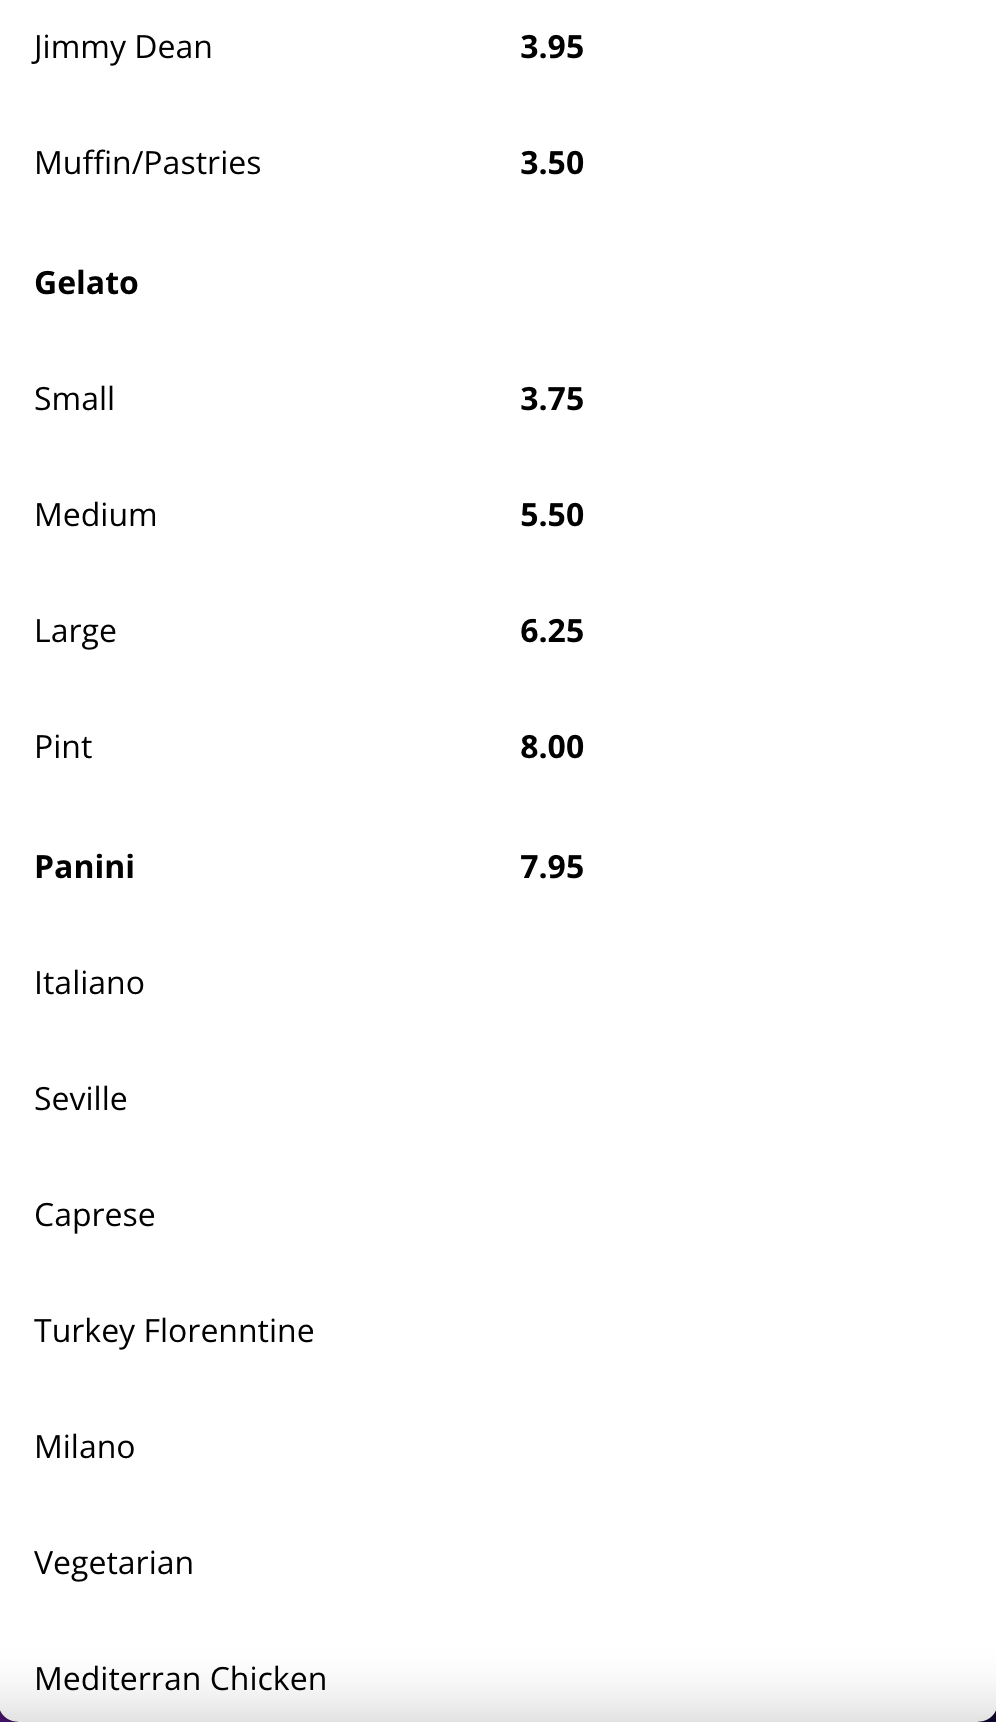 Jimmy Dean 3.95
Muffin/Pastries 3.50
Gelato
Small 3.75
Medium 5.50
Large 6.25
Pint 8.00
Panini 7.95
Italiano
Seville
Caprese
Turkey Florenntine
Milano
Vegetarian
Mediterran Chicken